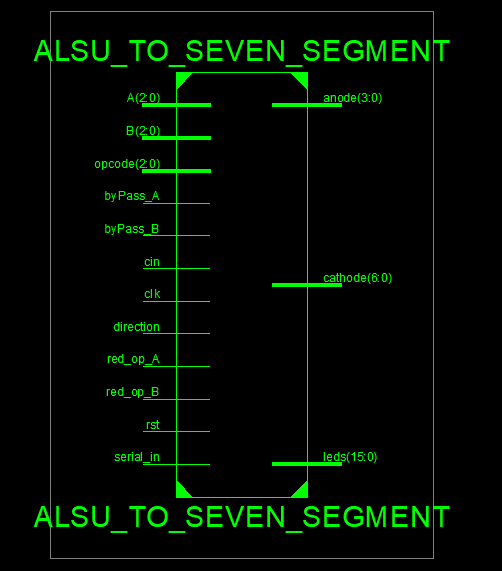 ALSU_TO_SEVEN_SEGMENT
A(2:0)
anode(3:0)
B(2:0)
opcode(2:0)
byPass_A
byPass_B
cin
cathode(6:0)
clk
direction
red_op_A
red_op_B
rst
serial_in
leds(15:0)
ALSU_TO_SEVEN_SEGMENT